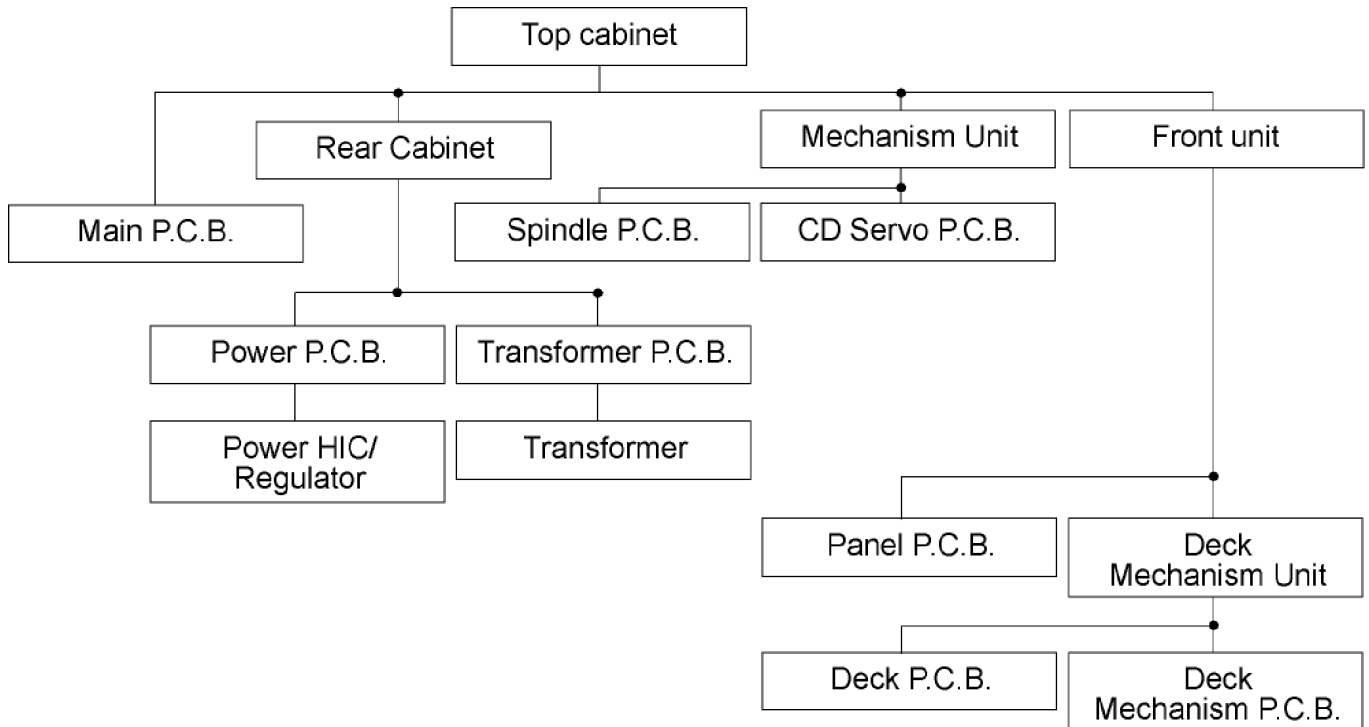 Top cabinet
Rear Cabinet
Mechanism Unit
Front unit
Main P.C.B.
Spindle P.C.B.
CD Servo P.C.B.
Power P.C.B.
Transformer P.C.B.
Power HIC/
Regulator
Transformer
Panel P.C.B.
Deck
Mechanism Unit
Deck P.C.B.
Deck
Mechanism P.C.B.